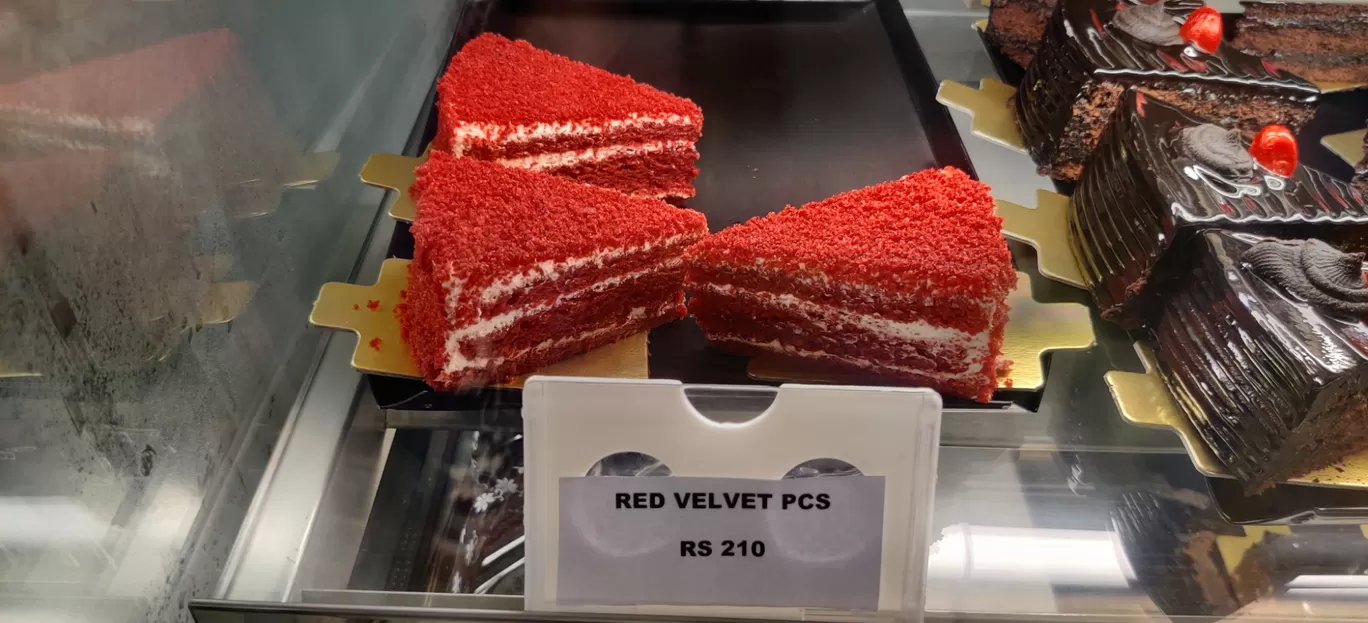 RED VELVET PCS
RS 210